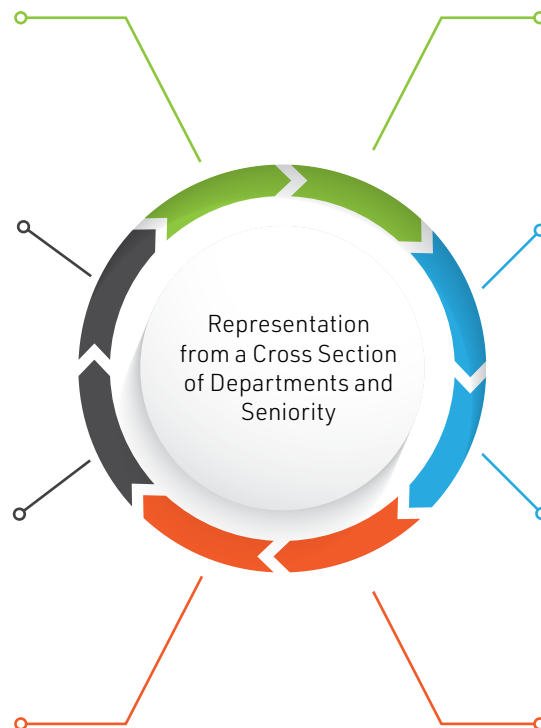 Representation
from a Cross Section
of Departments and
Seniority